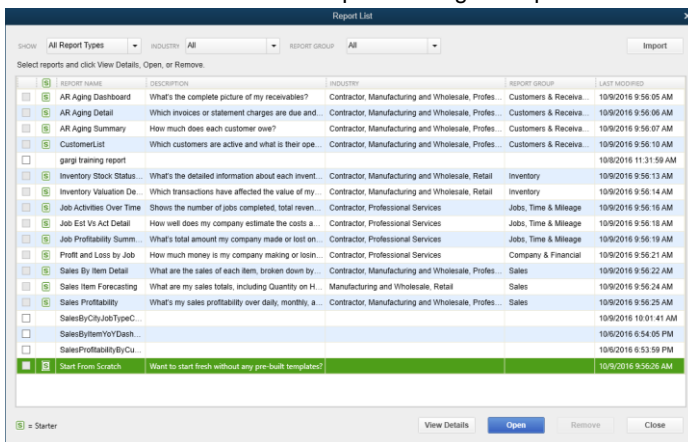 Report List
SHOW All Report Types INDUSTRY All REPORT GROUP All Import
Select reports and click View Details, Open, or Remove.
S REPORT NAME DESCRIPTION INDUSTRY REPORT GROUP LAST MODIFIED
S AR Aging Dashboard What's the complete picture of my receivables? Contractor, Manufacturing and Wholesale, Profes... Customers & Receiva... 10/9/2016 9:56:05 AM
S AR Aging Detail Which invoices or statement charges are due and... Contractor, Manufacturing and Wholesale, Profes... Customers & Receiva... 10/9/2016 9:56:06 AM
S AR Aging Summary How much does each customer owe? Contractor, Manufacturing and Wholesale, Profes... Customers & Receiva... 10/9/2016 9:56:07 AM
S CustomerList Which customers are active and what is their ope... Contractor, Manufacturing and Wholesale, Profes... Customers & Receiva... 10/9/2016 9:56:10 AM
gargi training report 10/8/2016 11:31:59 AM
S Inventory Stock Status... What's the detailed information about each invent... Contractor, Manufacturing and Wholesale, Retail Inventory 10/9/2016 9:56:13 AM
S Inventory Valuation De... Which transactions have affected the value of my... Contractor, Manufacturing and Wholesale, Retail Inventory 10/9/2016 9:56:14 AM
S Job Activities Over Time Shows the number of jobs completed, total reven... Contractor, Professional Services Jobs, Time & Mileage 10/9/2016 9:56:16 AM
S Job Est Vs Act Detail How well does my company estimate the costs a... Contractor, Professional Services Jobs, Time & Mileage 10/9/2016 9:56:18 AM
S Job Profitability Summ... What's total amount my company made or lost on... Contractor, Professional Services Jobs, Time & Mileage 10/9/2016 9:56:19 AM
S Profit and Loss by Job How much money is my company making or losin... Contractor, Professional Services Company & Financial 10/9/2016 9:56:21 AM
S Sales By Item Detail What are the sales of each item, broken down by... Contractor, Manufacturing and Wholesale, Profes... Sales 10/9/2016 9:56:22 AM
S Sales Item Forecasting What are my sales totals, including Quantity on H... Manufacturing and Wholesale, Retail Sales 10/9/2016 9:56:24 AM
S Sales Profitability What's my sales profitability over daily, monthly, a... Contractor, Manufacturing and Wholesale, Profes... Sales 10/9/2016 9:56:25 AM
SalesByCityJobTypeC... 10/9/2016 10:01:41 AM
SalesByItemYoYDash... 10/6/2016 6:54:05 PM
SalesProfitabilityByCu... 10/6/2016 6:53:59 PM
S Start From Scratch Want to start fresh without any pre-built templates? 10/9/2016 9:56:26 AM
S = Starter View Details Open Remove Close